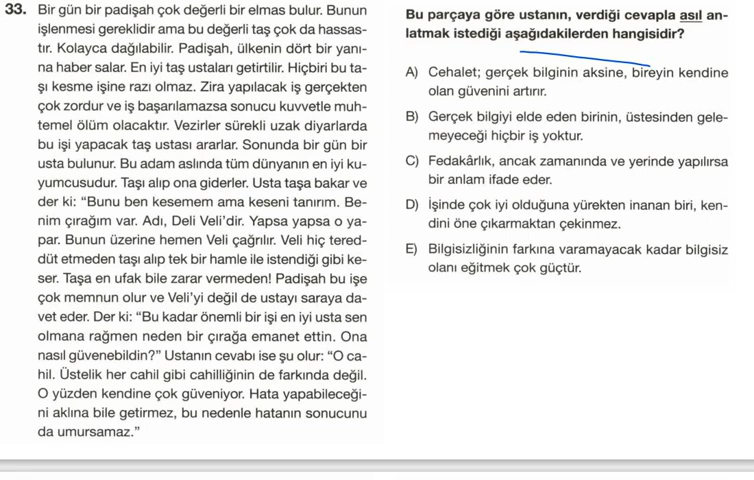 33. Bir gün bir padişah çok değerli bir elmas bulur. Bunun
işlenmesi gereklidir ama bu değerli taş çok da hassas-
tır. Kolayca dağılabilir. Padişah, ülkenin dört bir yanı-
na haber salar. En iyi taş ustaları getirtilir. Hiçbiri bu ta-
şı kesme işine razı olmaz. Zira yapılacak iş gerçekten
çok zordur ve iş başarılamazsa sonucu kuvvetle muh-
temel ölüm olacaktır. Vezirler sürekli uzak diyarlarda
bu işi yapacak taş ustası ararlar. Sonunda bir gün bir
usta bulunur. Bu adam aslında tüm dünyanın en iyi ku-
yumcusudur. Taşı alıp ona giderler. Usta taşa bakar ve
der ki: “Bunu ben kesemem ama keseni tanırım. Be-
nim çırağım var. Adı, Deli Veli’dir. Yapsa yapsa o ya-
par. Bunun üzerine hemen Veli çağrılır. Veli hiç tered-
düt etmeden taşı alıp tek bir hamle ile istendiği gibi ke-
ser. Taşa en ufak bile zarar vermeden! Padişah bu işe
çok memnun olur ve Veli’yi değil de ustayı saraya da-
vet eder. Der ki: “Bu kadar önemli bir işi en iyi usta sen
olmana rağmen neden bir çırağa emanet ettin. Ona
nasıl güvenebildin?” Ustanın cevabı ise şu olur: “O ca-
hil. Üstelik her cahil gibi cahilliğinin de farkında değil.
O yüzden kendine çok güveniyor. Hata yapabileceği-
ni aklına bile getirmez, bu nedenle hatanın sonucunu
da umursamaz.”
Bu parçaya göre ustanın, verdiği cevapla asıl an-
latmak istediği aşağıdakilerden hangisidir?
A) Cehalet; gerçek bilginin aksine, bireyin kendine
olan güvenini artırır.
B) Gerçek bilgiyi elde eden birinin, üstesinden gele-
meyeceği hiçbir iş yoktur.
C) Fedakârlık, ancak zamanında ve yerinde yapılırsa
bir anlam ifade eder.
D) İşinde çok iyi olduğuna yürekten inanan biri, ken-
dini öne çıkarmaktan çekinmez.
E) Bilgisizliğinin farkına varamayacak kadar bilgisiz
olanı eğitmek çok güçtür.